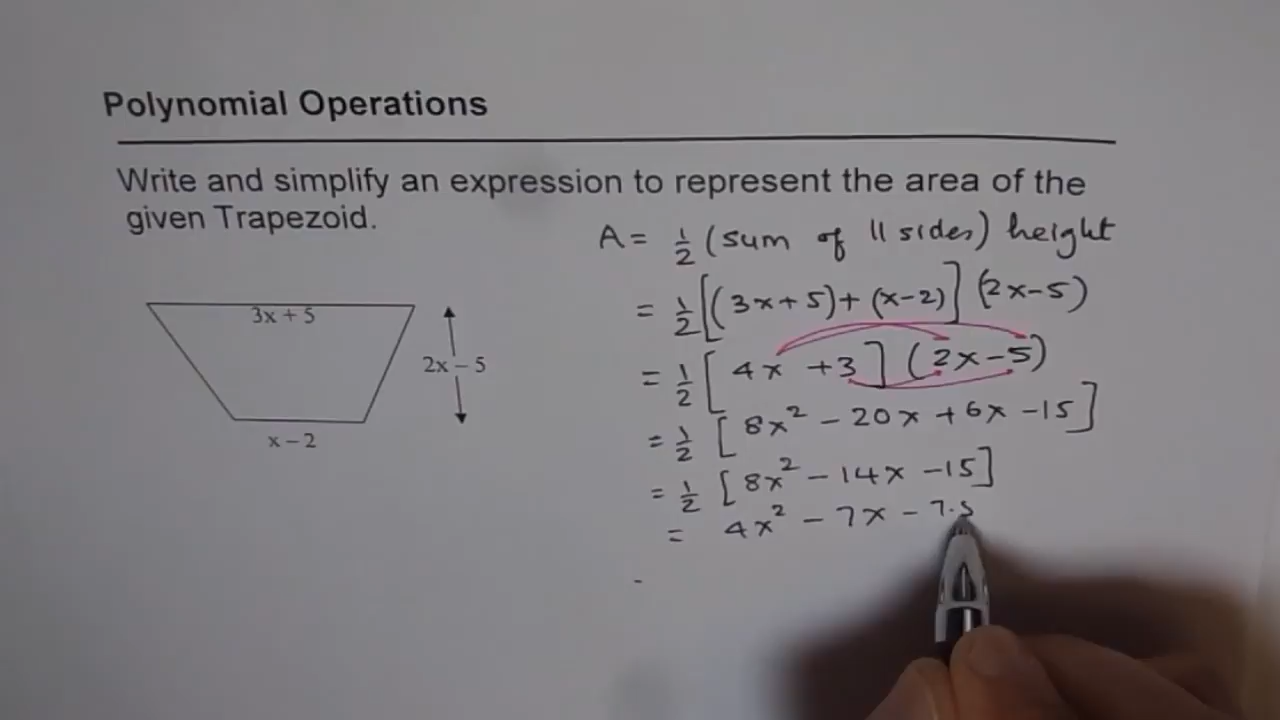 Polynomial Operations
Write and simplify an expression to represent the area of the
given Trapezoid.
3x + 5
2x – 5
x – 2
A = 1/2 (sum of || sides) height
= 1/2 [(3x+5)+(x-2)] (2x-5)
= 1/2 [4x +3] (2x-5)
= 1/2 [8x² - 20x + 6x -15]
= 1/2 [8x² - 14x -15]
= 4x² - 7x - 7.5